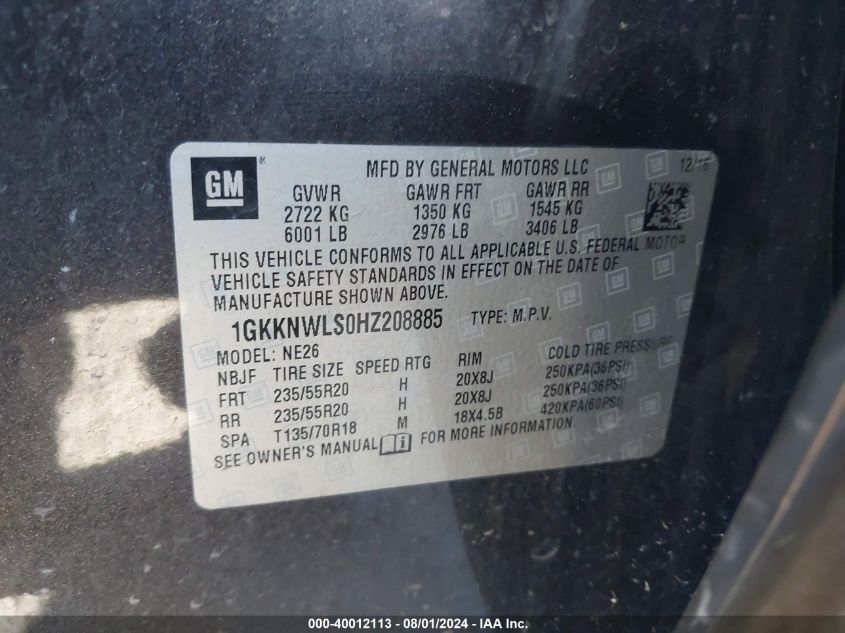 GM ® MFD BY GENERAL MOTORS LLC 12/16
GVWR GAWR FRT GAWR RR
2722 KG 1350 KG 1545 KG
6001 LB 2976 LB 3406 LB
THIS VEHICLE CONFORMS TO ALL APPLICABLE U.S. FEDERAL MOTOR
VEHICLE SAFETY STANDARDS IN EFFECT ON THE DATE OF
MANUFACTURE SHOWN ABOVE.
1GKKNWLS0HZ208885 TYPE: M.P.V.
MODEL: NE26
NBJF TIRE SIZE SPEED RTG RIM COLD TIRE PRESSURE
FRT 235/55R20 H 20X8J 250KPA(36PSI)
RR 235/55R20 H 20X8J 250KPA(36PSI)
SPA T135/70R18 M 18X4.5B 420KPA(60PSI)
SEE OWNER'S MANUAL FOR MORE INFORMATION.
000-40012113 - 08/01/2024 - IAAI.com.